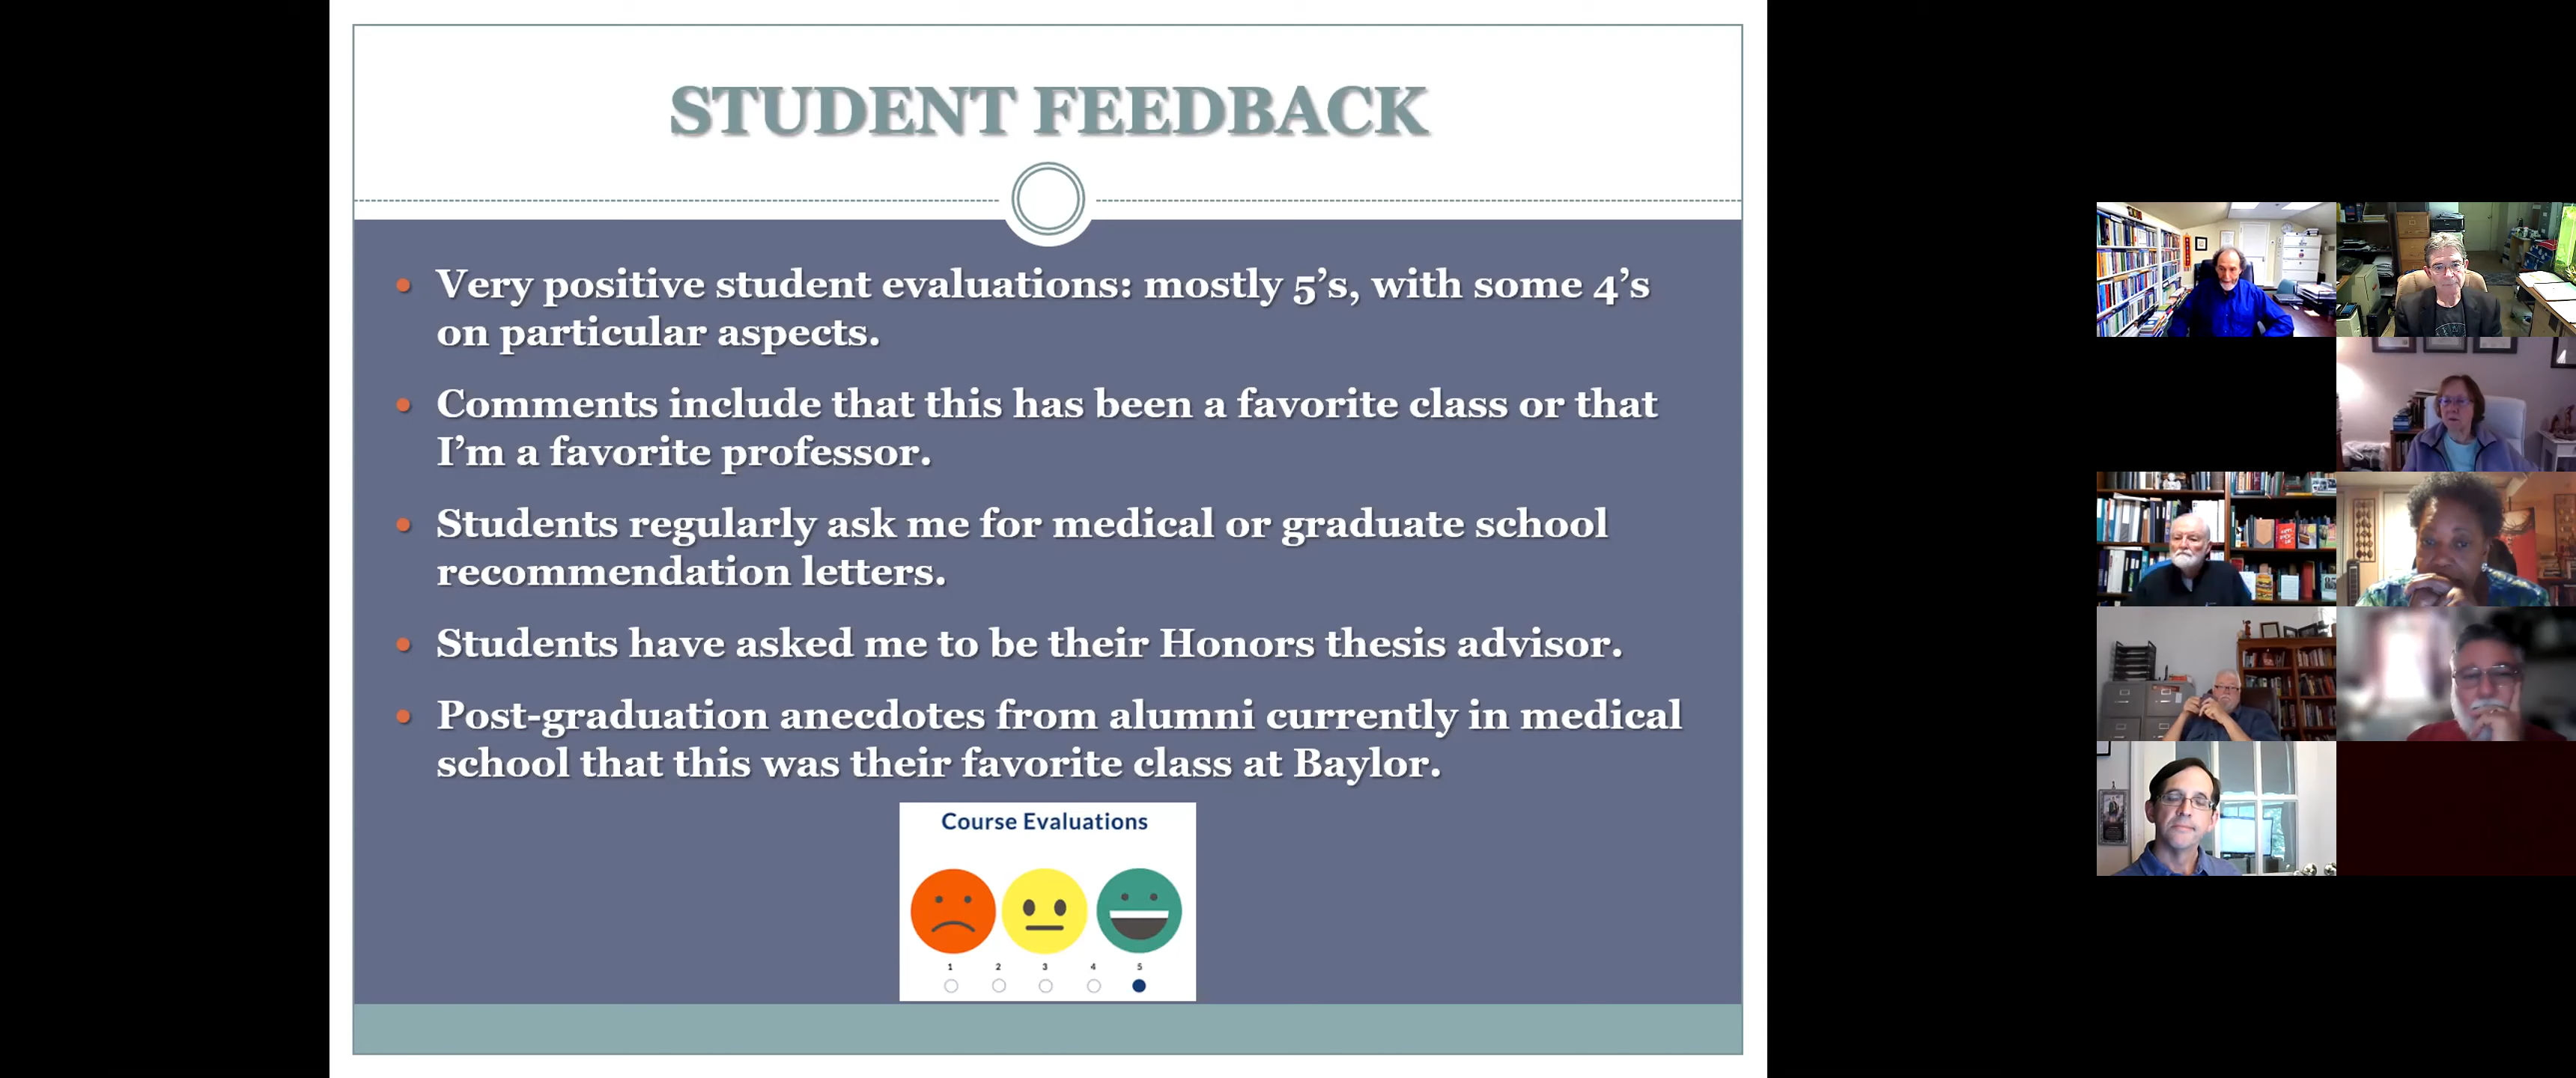 STUDENT FEEDBACK
Very positive student evaluations: mostly 5’s, with some 4’s
on particular aspects.
Comments include that this has been a favorite class or that
I’m a favorite professor.
Students regularly ask me for medical or graduate school
recommendation letters.
Students have asked me to be their Honors thesis advisor.
Post-graduation anecdotes from alumni currently in medical
school that this was their favorite class at Baylor.
Course Evaluations
1 2 3 4 5